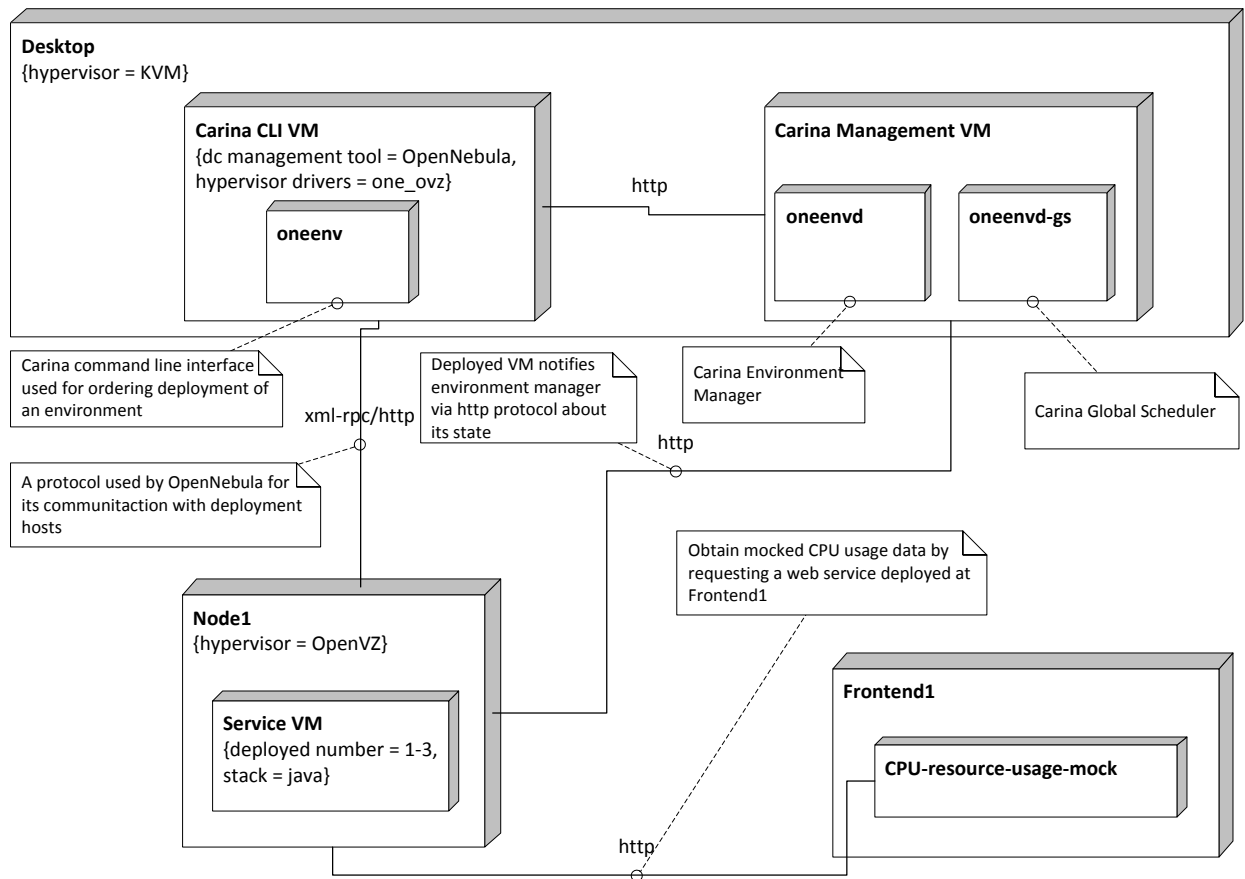 Desktop
{hypervisor = KVM}
Carina CLI VM
{dc management tool = OpenNebula,
hypervisor drivers = one_ovz}
oneenv
http
Carina Management VM
oneenvd
oneenvd-gs
Carina command line interface
used for ordering deployment of
an environment
Deployed VM notifies
environment manager
via http protocol about
its state
Carina Environment
Manager
Carina Global Scheduler
xml-rpc/http
http
A protocol used by OpenNebula for
its communitaction with deployment
hosts
Obtain mocked CPU usage data by
requesting a web service deployed at
Frontend1
Node1
{hypervisor = OpenVZ}
Service VM
{deployed number = 1-3,
stack = java}
Frontend1
CPU-resource-usage-mock
http